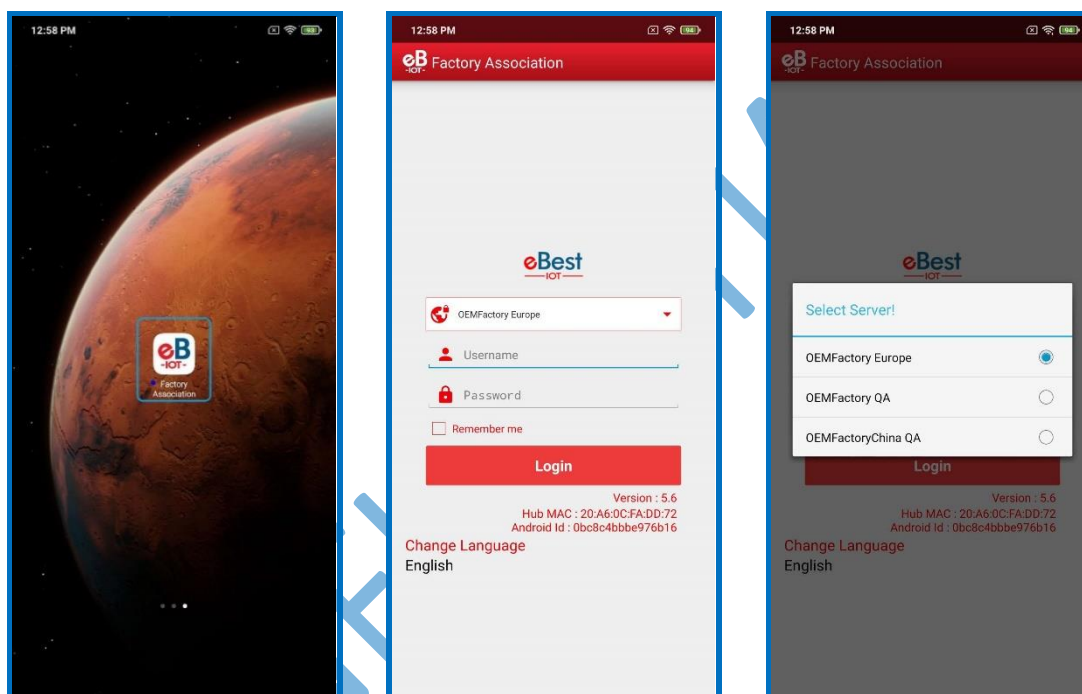 12:58 PM
93
eB
-IOT-
Factory
Association
12:58 PM
94
eB
-IOT-
Factory Association
eBest
IOT
OEMFactory Europe
Username
Password
Remember me
Login
Version : 5.6
Hub MAC : 20:A6:0C:FA:DD:72
Android Id : 0bc8c4bbbe976b16
Change Language
English
12:58 PM
94
eB
-IOT-
Factory Association
eBest
IOT
Select Server!
OEMFactory Europe
OEMFactory QA
OEMFactoryChina QA
Login
Version : 5.6
Hub MAC : 20:A6:0C:FA:DD:72
Android Id : 0bc8c4bbbe976b16
Change Language
English